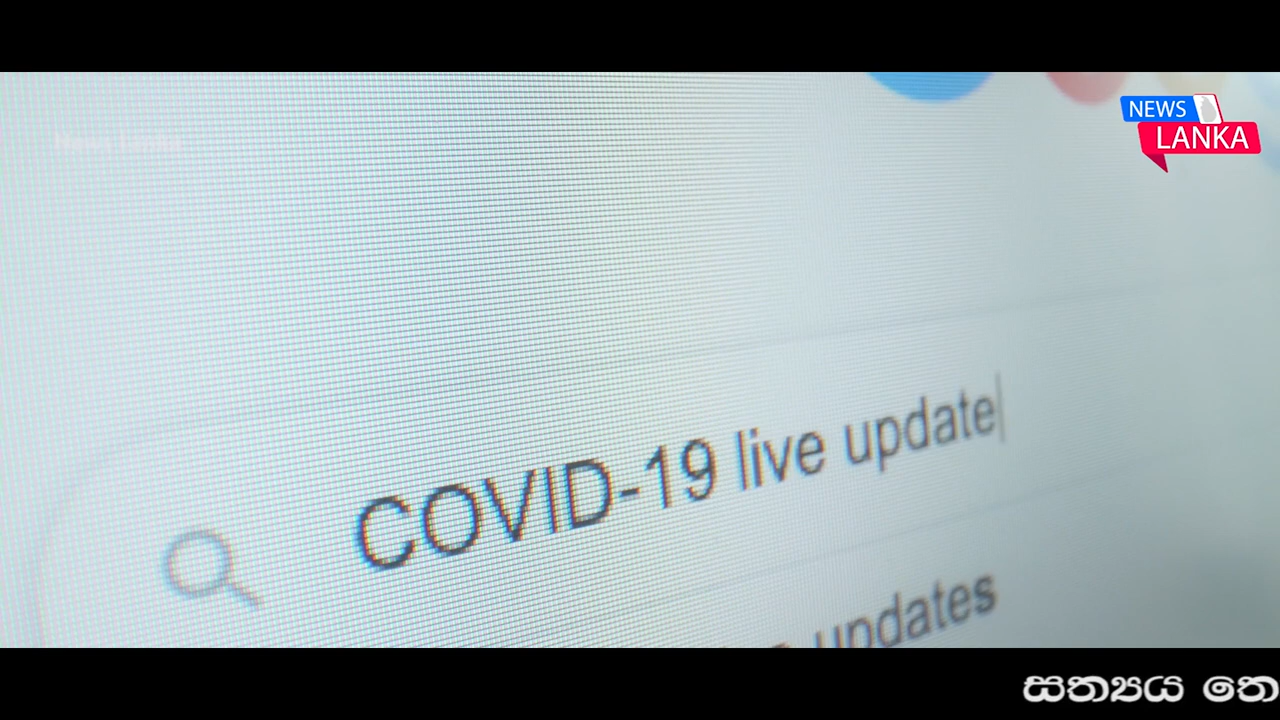 NEWS
LANKA
COVID-19 live update
updates
සත්‍යය තෙ